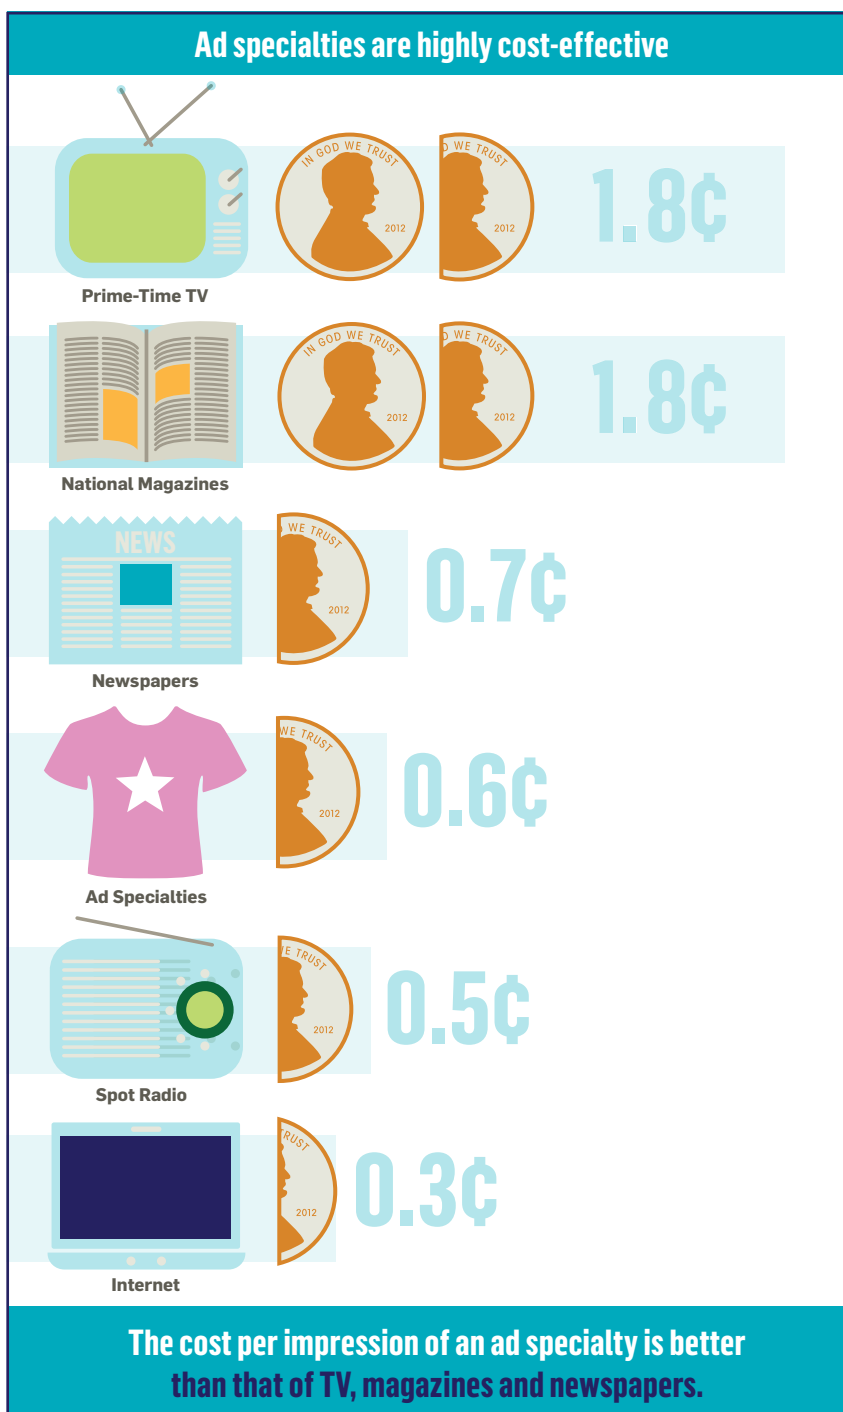 Ad specialties are highly cost-effective
IN GOD WE TRUST
2012
D WE TRUST
2012
1.8¢
Prime-Time TV
IN GOD WE TRUST
2012
D WE TRUST
2012
1.8¢
National Magazines
NEWS
WE TRUST
2012
0.7¢
Newspapers
WE TRUST
2012
0.6¢
Ad Specialties
E TRUST
2012
0.5¢
Spot Radio
TRUST
2012
0.3¢
Internet
The cost per impression of an ad specialty is better
than that of TV, magazines and newspapers.